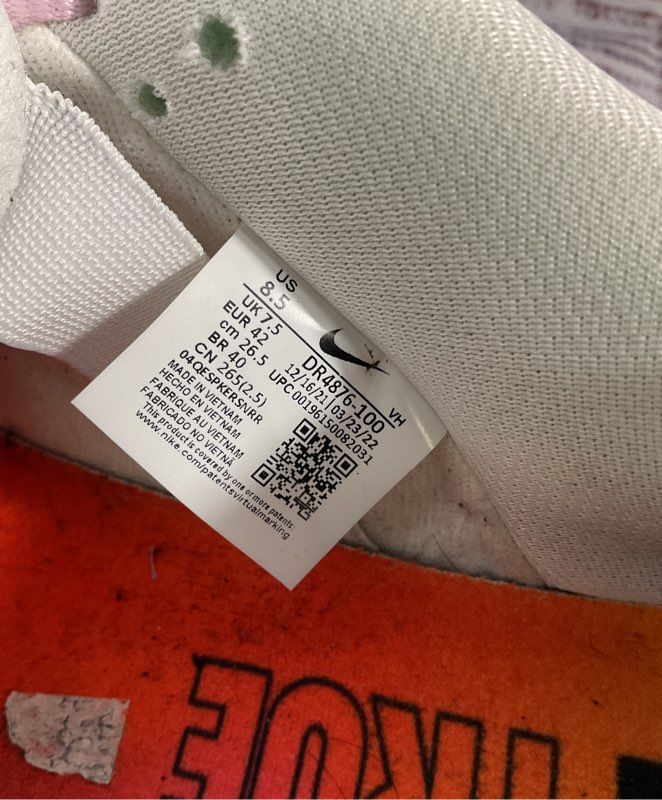 US
8.5
UK 7.5
EUR 42
cm 26.5
BR 40
CN 265(2.5)
04QESPKERSNRR
MADE IN VIETNAM
HECHO EN VIETNAM
FABRIQUE AU VIETNAM
FABRICADO NO VIETNÃ
This product is covered by one or more patents.
www.nike.com/patentsvirtualmarking
VH
DR4876-100
12/16/21|03/23/22
UPC 00196150082031